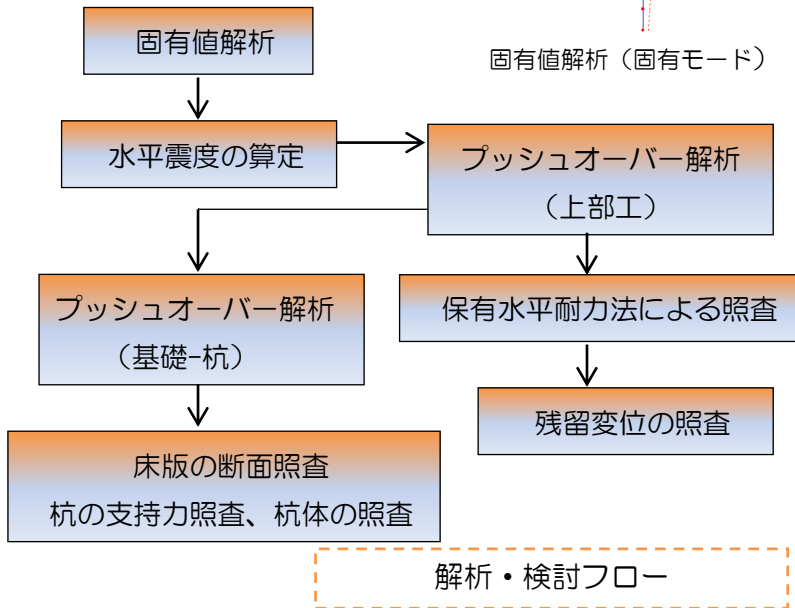 固有値解析
固有値解析（固有モード）
水平震度の算定
プッシュオーバー解析
（上部工）
プッシュオーバー解析
（基礎-杭）
保有水平耐力法による照査
残留変位の照査
床版の断面照査
杭の支持力照査、杭体の照査
解析・検討フロー